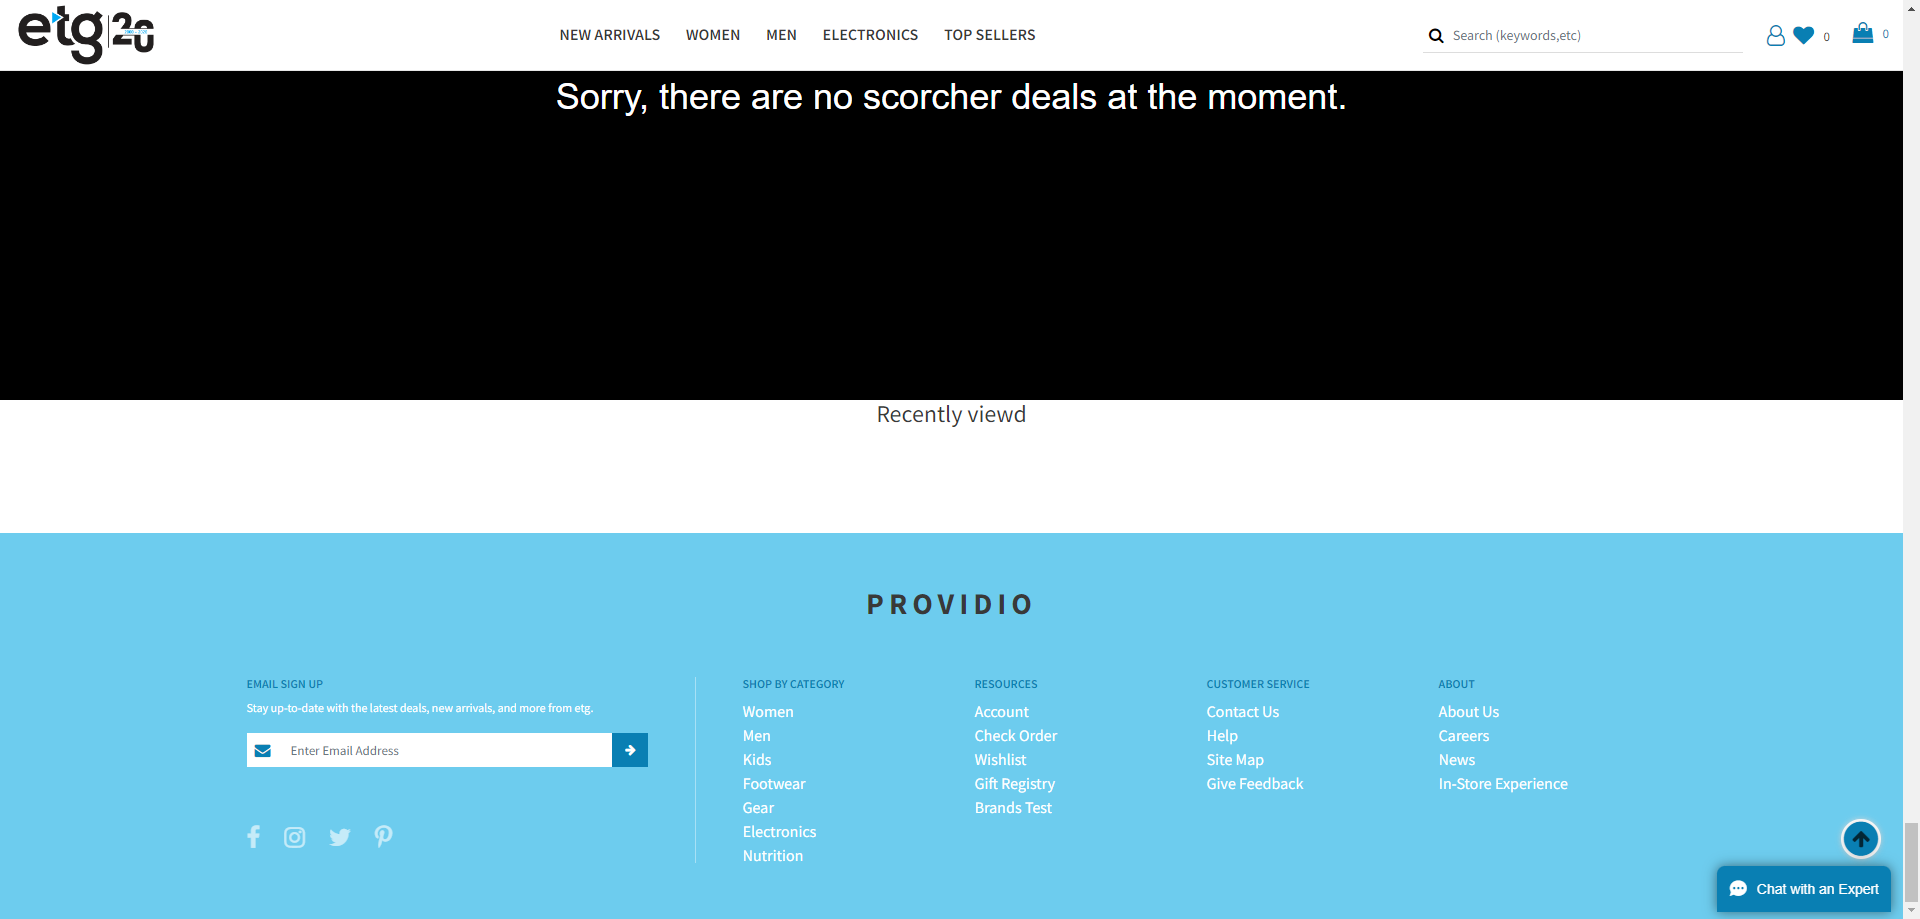 etg 20
NEW ARRIVALS WOMEN MEN ELECTRONICS TOP SELLERS
Search (keywords,etc)
0
0
Sorry, there are no scorcher deals at the moment.
Recently viewd
PROVIDIO
EMAIL SIGN UP
Stay up-to-date with the latest deals, new arrivals, and more from etg.
Enter Email Address
SHOP BY CATEGORY
Women
Men
Kids
Footwear
Gear
Electronics
Nutrition
RESOURCES
Account
Check Order
Wishlist
Gift Registry
Brands Test
CUSTOMER SERVICE
Contact Us
Help
Site Map
Give Feedback
ABOUT
About Us
Careers
News
In-Store Experience
Chat with an Expert